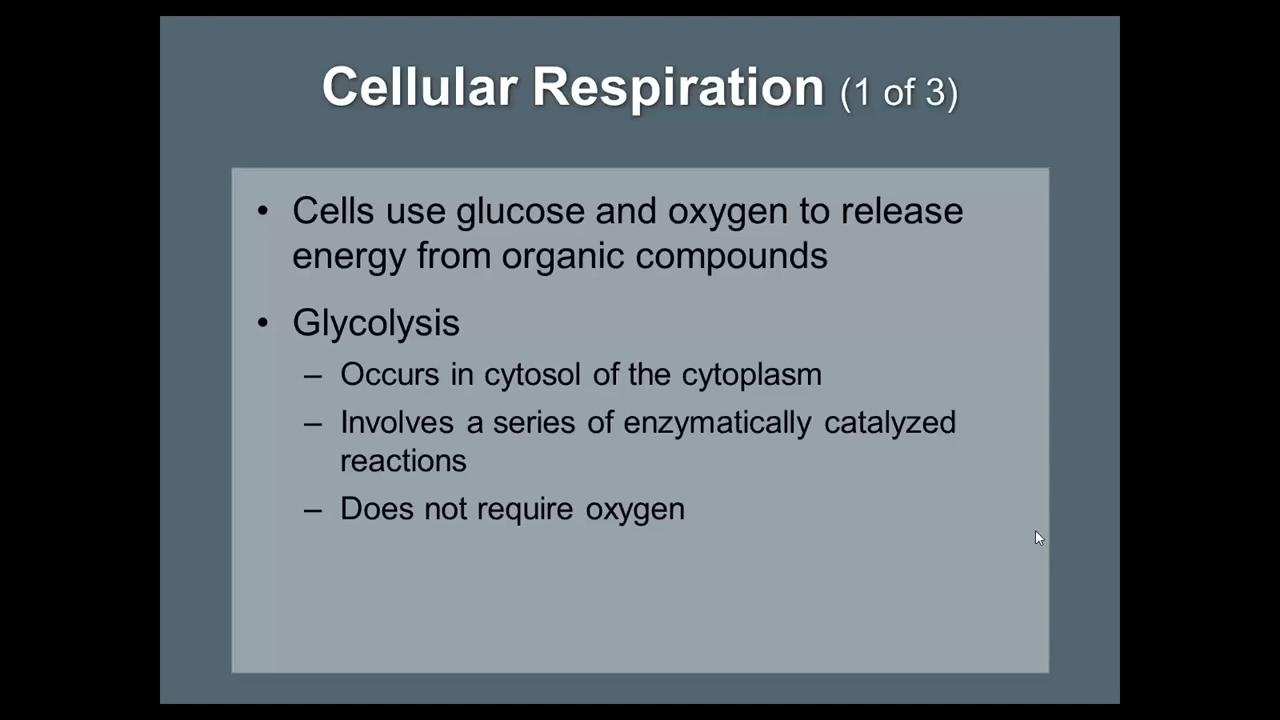 Cellular Respiration (1 of 3)
• Cells use glucose and oxygen to release
energy from organic compounds
• Glycolysis
– Occurs in cytosol of the cytoplasm
– Involves a series of enzymatically catalyzed
reactions
– Does not require oxygen